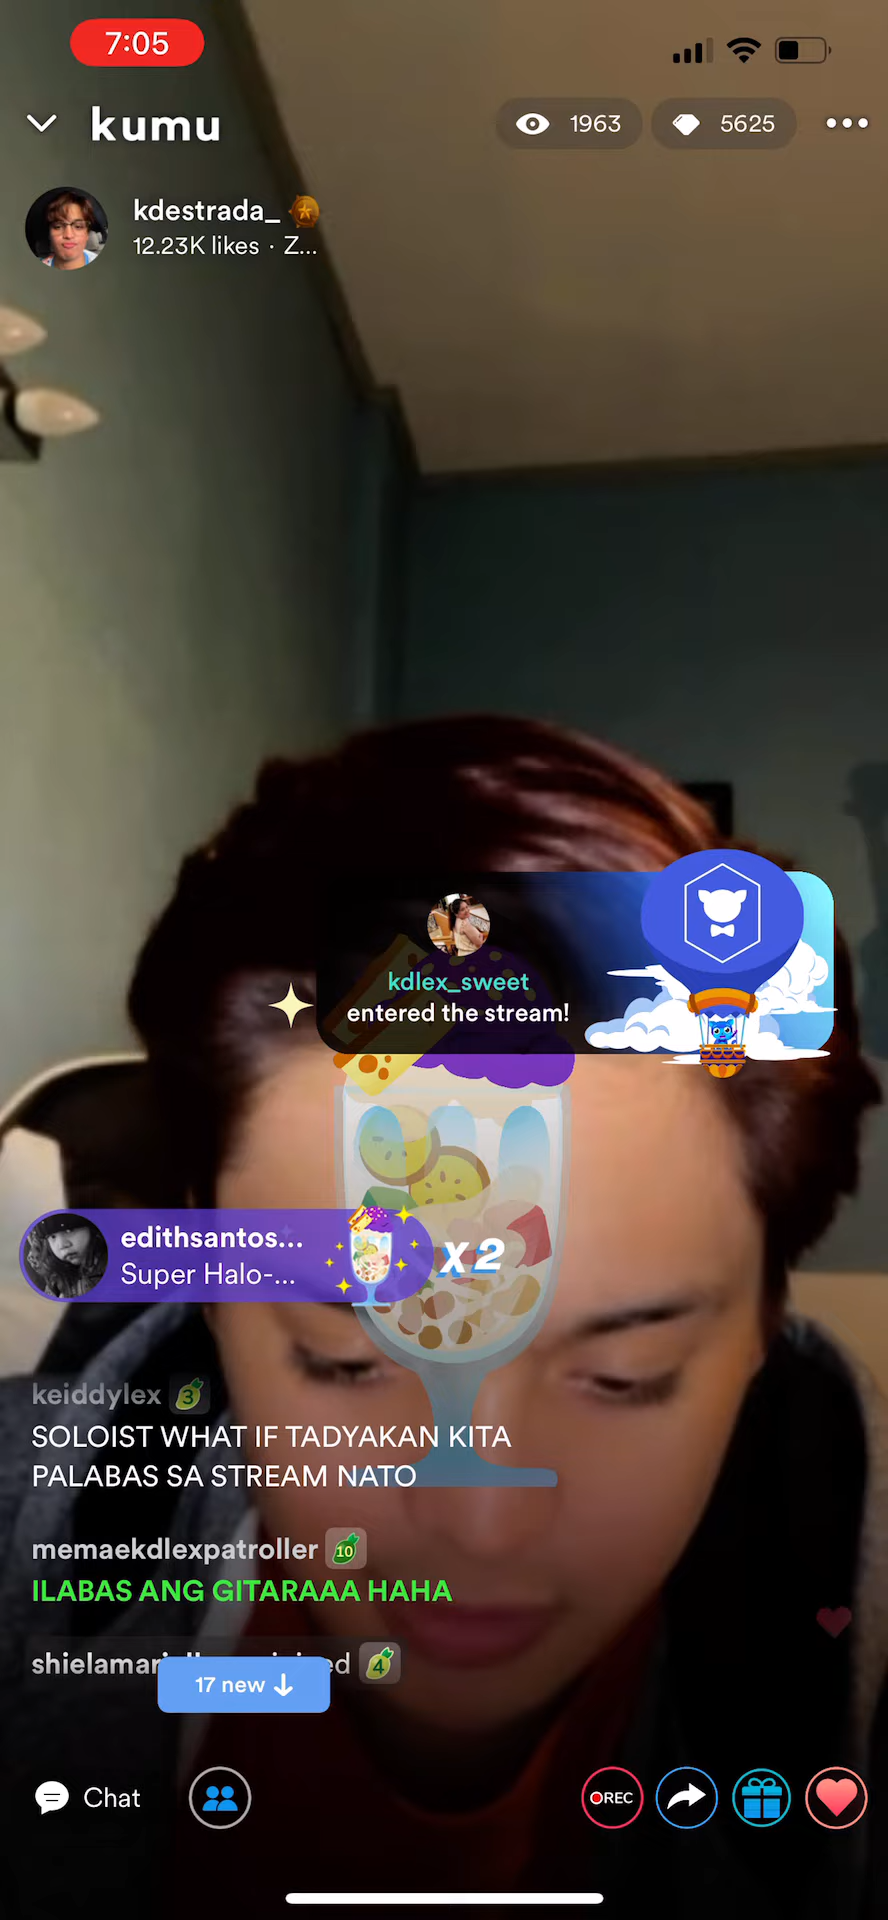 7:05
kumu
1963
5625
kdestrada_
12.23K likes · Z...
kdlex_sweet
entered the stream!
edithsantos...
Super Halo-...
x2
keiddylex 3
SOLOIST WHAT IF TADYAKAN KITA
PALABAS SA STREAM NATO
memaekdlexpatroller 10
ILABAS ANG GITARAAA HAHA
4
17 new ↓
Chat
REC